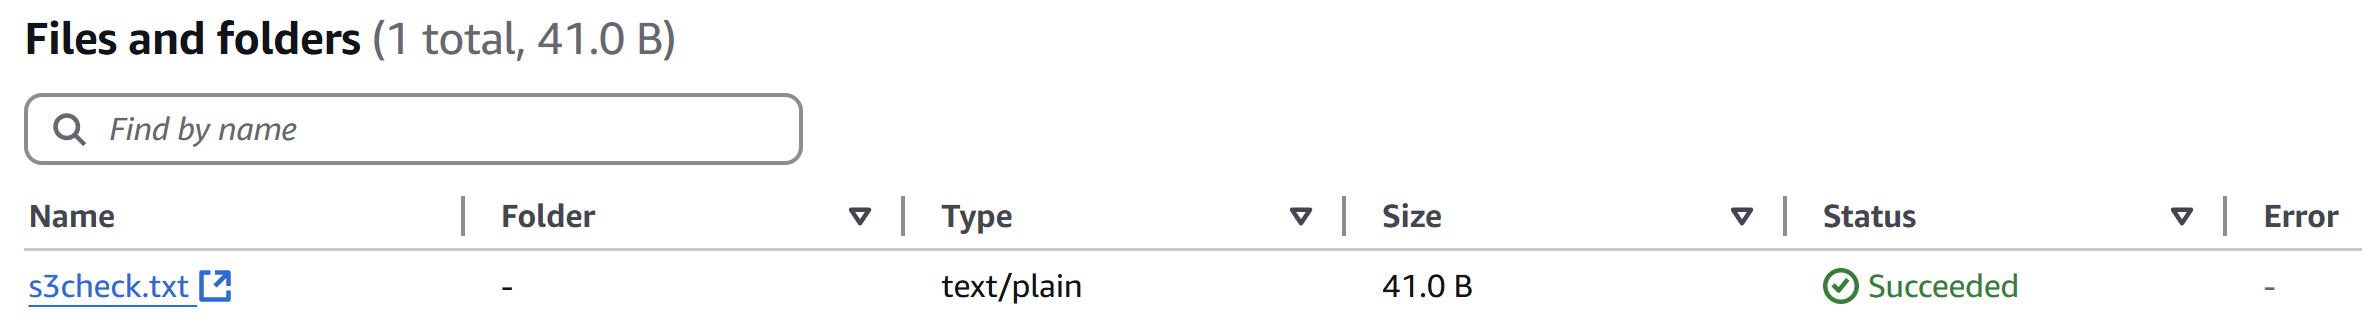 Files and folders (1 total, 41.0 B)
Find by name
Name Folder Type Size Status Error
s3check.txt - text/plain 41.0 B Succeeded -